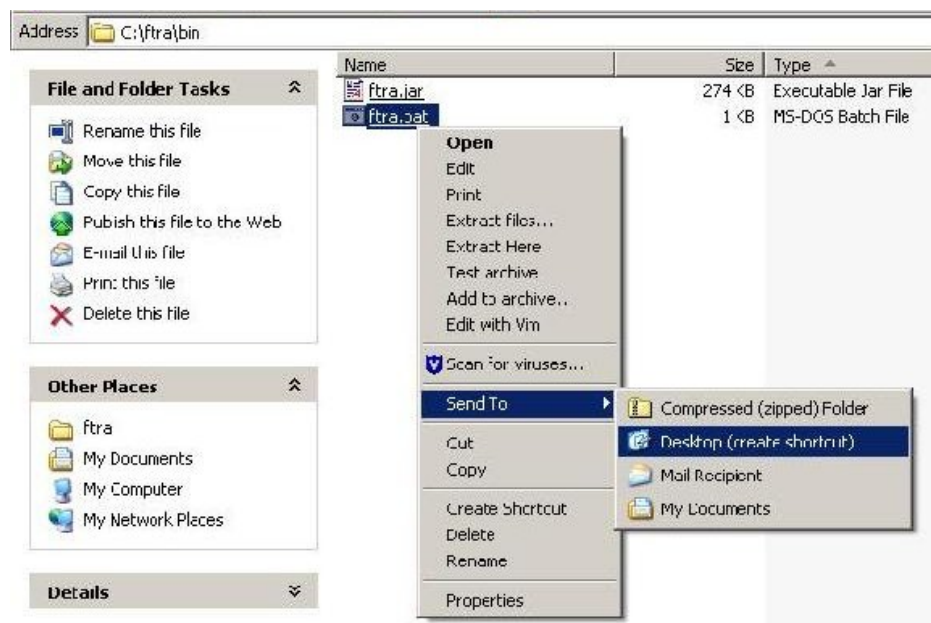 Address C:\ftra\bin
Name Size Type
File and Folder Tasks
Rename this file
Move this file
Copy this file
Publish this file to the Web
E-mail this file
Print this file
Delete this file
Other Places
ftra
My Documents
My Computer
My Network Places
Details
ftra.jar 274 KB Executable Jar File
ftra.bat 1 KB MS-DOS Batch File
Open
Edit
Print
Extract files...
Extract Here
Test archive
Add to archive...
Edit with Vim
Scan for viruses...
Send To
Cut
Copy
Create Shortcut
Delete
Rename
Properties
Compressed (zipped) Folder
Desktop (create shortcut)
Mail Recipient
My Documents